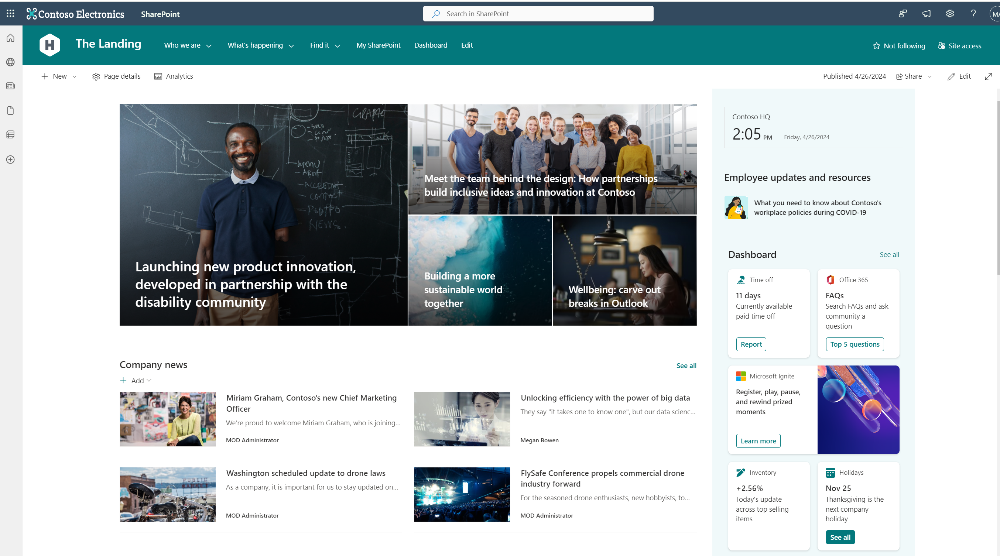 Contoso Electronics
SharePoint
Search in SharePoint
MA
H
The Landing
Who we are
What's happening
Find it
My SharePoint
Dashboard
Edit
Not following
Site access
New
Page details
Analytics
Published 4/26/2024
Share
Edit
Launching new product innovation,
developed in partnership with the
disability community
Meet the team behind the design: How partnerships
build inclusive ideas and innovation at Contoso
Building a more
sustainable world
together
Wellbeing: carve out
breaks in Outlook
Company news
See all
Add
Miriam Graham, Contoso's new Chief Marketing
Officer
We're proud to welcome Miriam Graham, who is joining...
MOD Administrator
Unlocking efficiency with the power of big data
They say "it takes one to know one", but our data scienc...
Megan Bowen
PUBLIC
MARKET
Washington scheduled update to drone laws
As a company, it is important for us to stay updated on...
MOD Administrator
FlySafe Conference propels commercial drone
industry forward
For the seasoned drone enthusiasts, new hobbyists, to...
MOD Administrator
Contoso HQ
2:05 PM
Friday, 4/26/2024
Employee updates and resources
What you need to know about Contoso's
workplace policies during COVID-19
Dashboard
See all
Time off
11 days
Currently available
paid time off
Report
Office 365
FAQs
Search FAQs and ask
community a
question
Top 5 questions
Microsoft Ignite
Register, play, pause,
and rewind prized
moments
Learn more
Inventory
+2.56%
Today's update
across top selling
items
Holidays
Nov 25
Thanksgiving is the
next company
holiday
See all